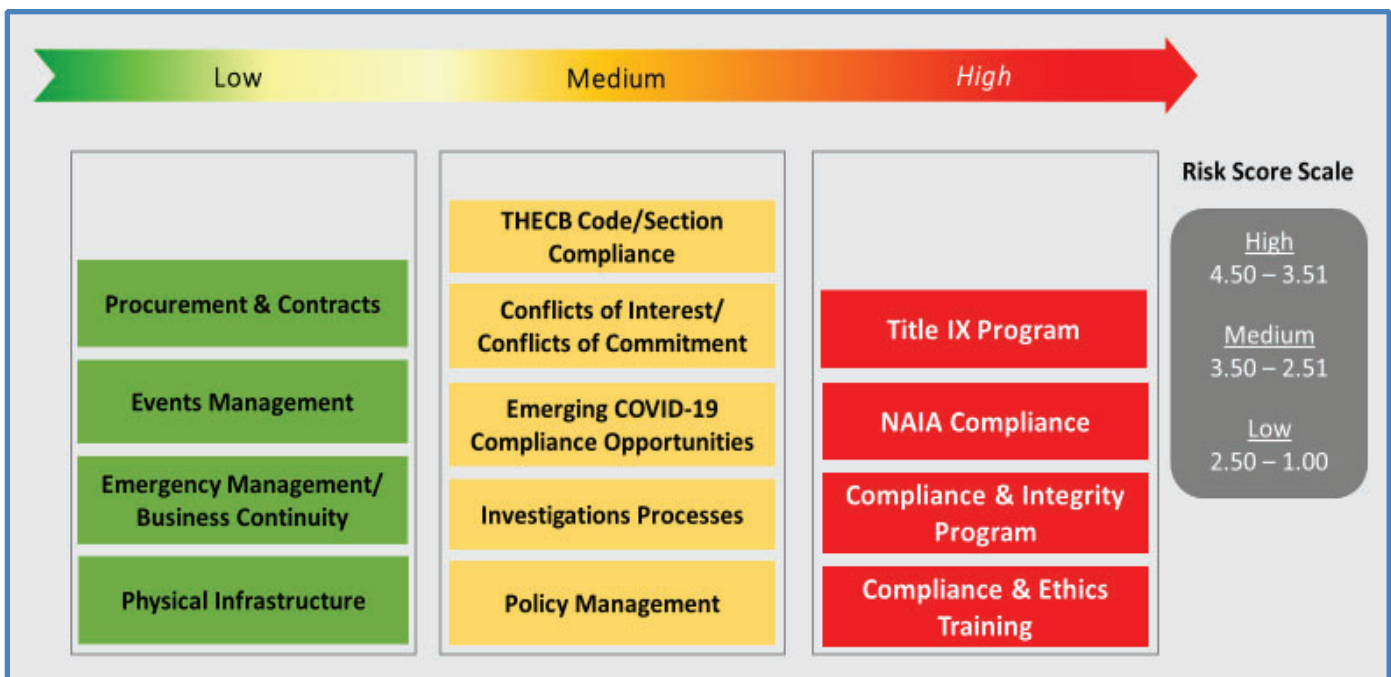 Low
Medium
High
Procurement & Contracts
Events Management
Emergency Management/
Business Continuity
Physical Infrastructure
THECB Code/Section
Compliance
Conflicts of Interest/
Conflicts of Commitment
Emerging COVID-19
Compliance Opportunities
Investigations Processes
Policy Management
Title IX Program
NAIA Compliance
Compliance & Integrity
Program
Compliance & Ethics
Training
Risk Score Scale
High
4.50 – 3.51
Medium
3.50 – 2.51
Low
2.50 – 1.00